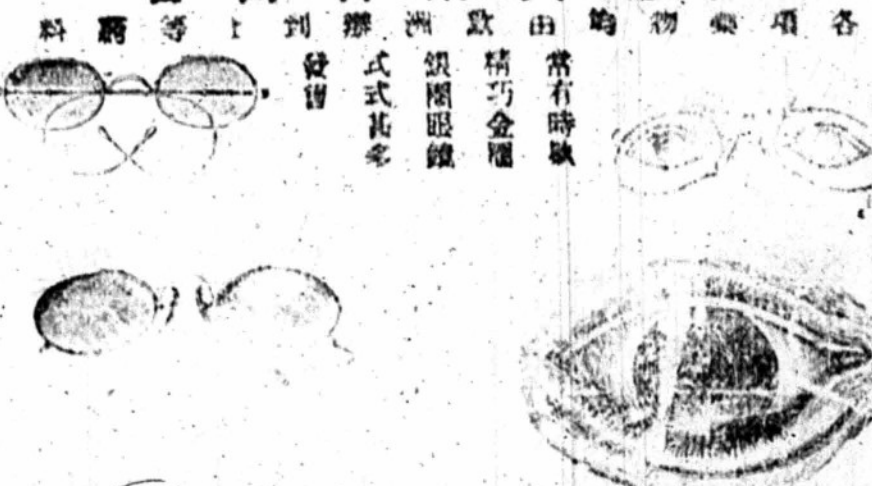 各項藥物均由歐洲辦到上等料
常有時款
精巧金圈
銀圈眼鏡
式式甚多
發售